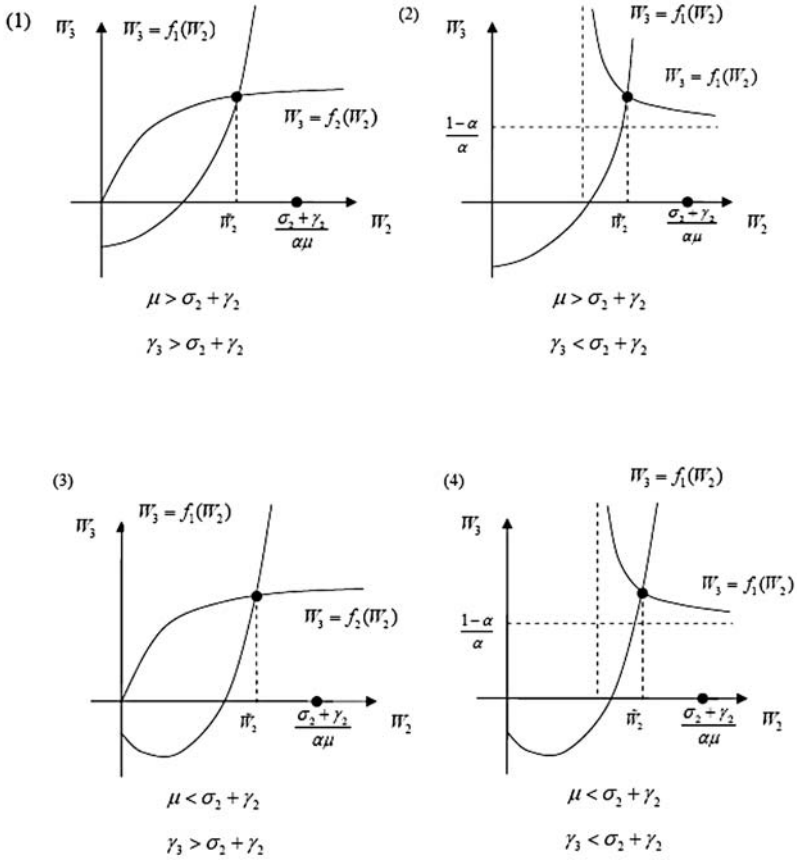 (1)
W₃
W₃ = f₁(W₂)
W₃ = f₂(W₂)
Ŵ₂
σ₂ + γ₂
αμ
W₂
μ > σ₂ + γ₂
γ₃ > σ₂ + γ₂
(2)
W₃
W₃ = f₁(W₂)
W₃ = f₁(W₂)
1 − α
α
Ŵ₂
σ₂ + γ₂
αμ
W₂
μ > σ₂ + γ₂
γ₃ < σ₂ + γ₂
(3)
W₃
W₃ = f₁(W₂)
W₃ = f₂(W₂)
Ŵ₂
σ₂ + γ₂
αμ
W₂
μ < σ₂ + γ₂
γ₃ > σ₂ + γ₂
(4)
W₃
W₃ = f₁(W₂)
W₃ = f₁(W₂)
1 − α
α
Ŵ₂
σ₂ + γ₂
αμ
W₂
μ < σ₂ + γ₂
γ₃ < σ₂ + γ₂